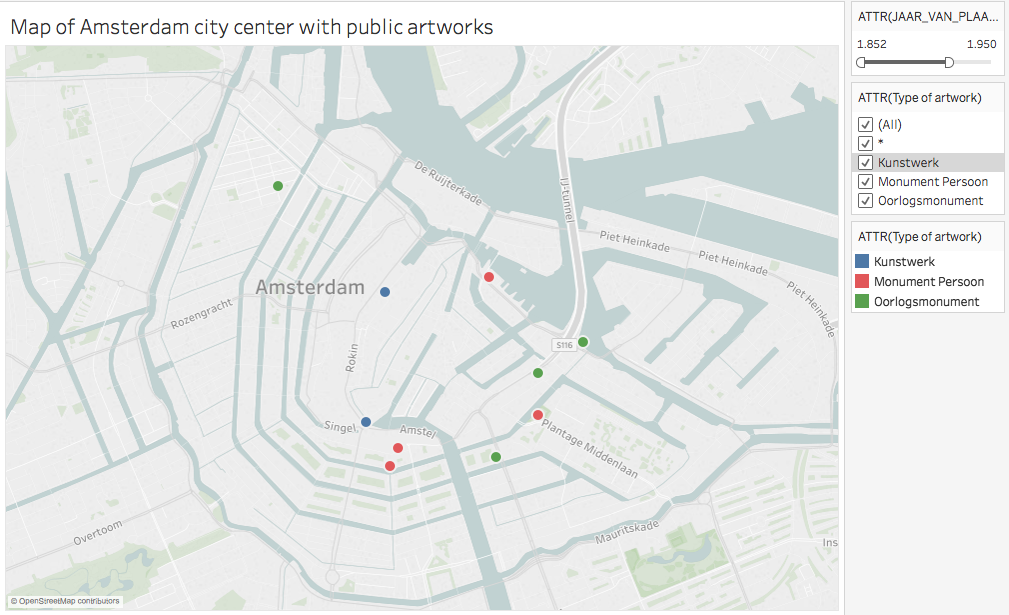 Map of Amsterdam city center with public artworks
De Ruijterkade
IJ-tunnel
Piet Heinkade
Piet Heinkade
Piet Heinkade
Amsterdam
Rozengracht
Rokin
S116
Singel
Amstel
Plantage Middenlaan
Overtoom
Mauritskade
Ins
© OpenStreetMap contributors
ATTR(JAAR_VAN_PLAA...
1.852
1.950
ATTR(Type of artwork)
(All)
*
Kunstwerk
Monument Persoon
Oorlogsmonument
ATTR(Type of artwork)
Kunstwerk
Monument Persoon
Oorlogsmonument